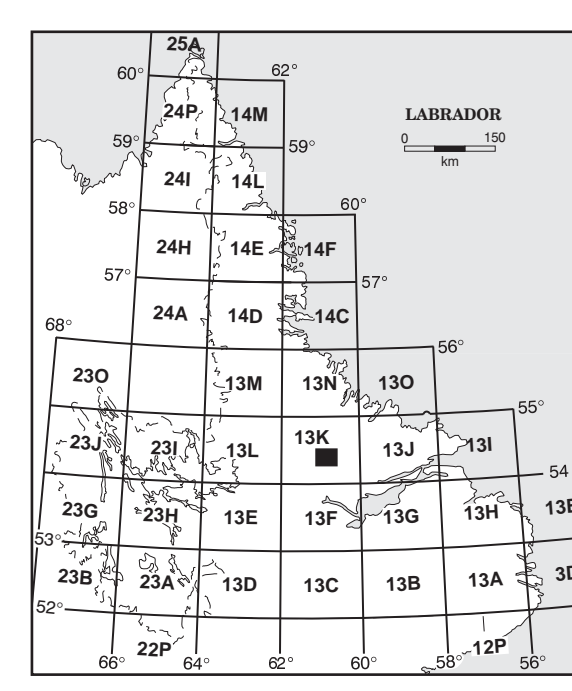 25A
60° 62°
24P 14M LABRADOR
0 150
km
59° 59°
24I 14L
58° 60°
24H 14E 14F
57° 57°
24A 14D 14C
68° 56°
23O 13M 13N 13O
55°
23J 23I 13L 13K 13J 13I
54
23G 23H 13E 13F 13G 13H 13E
53°
23B 23A 13D 13C 13B 13A 3D
52°
22P 12P
66° 64° 62° 60° 58° 56°